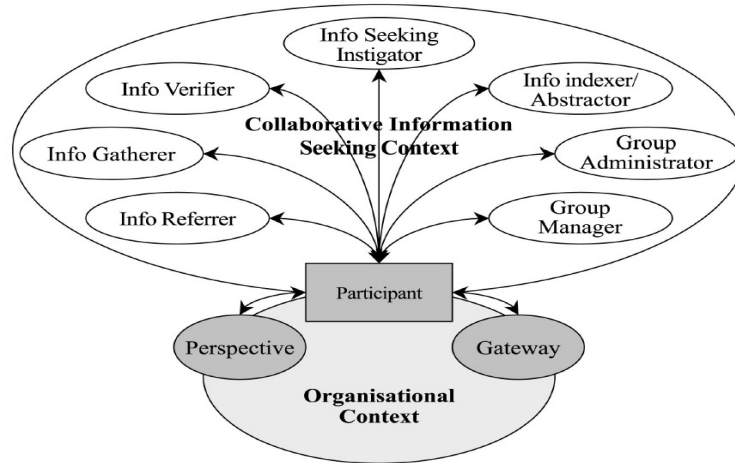 Info Seeking
Instigator
Info Verifier
Info indexer/
Abstractor
Collaborative Information
Seeking Context
Info Gatherer
Group
Administrator
Info Referrer
Group
Manager
Participant
Perspective
Gateway
Organisational
Context